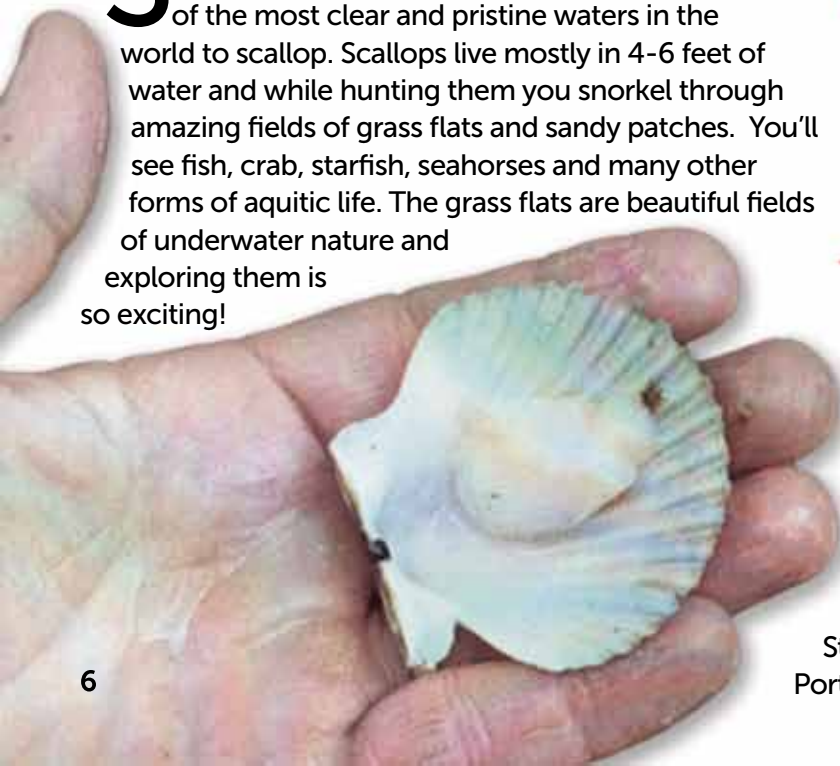 of the most clear and pristine waters in the
world to scallop. Scallops live mostly in 4-6 feet of
water and while hunting them you snorkel through
amazing fields of grass flats and sandy patches.  You'll
see fish, crab, starfish, seahorses and many other
forms of aquitic life. The grass flats are beautiful fields
of underwater nature and
exploring them is
so exciting!
6